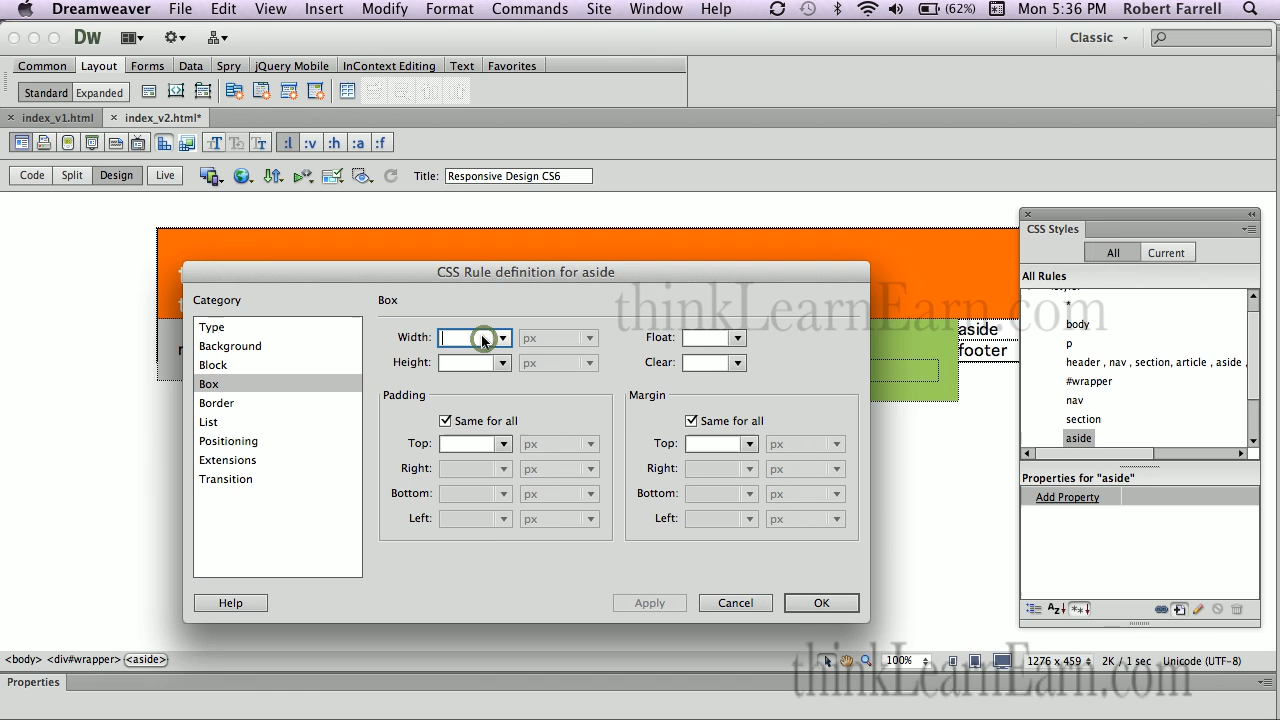 Dreamweaver File Edit View Insert Modify Format Commands Site Window Help (62%) Mon 5:36 PM Robert Farrell
Dw Classic
Common Layout Forms Data Spry jQuery Mobile InContext Editing Text Favorites
Standard Expanded
index_v1.html index_v2.html*
:l :v :h :a :f
Code Split Design Live Title: Responsive Design CS6
CSS Styles
All Current
All Rules
*
body
p
header , nav , section, article , aside ,
#wrapper
nav
section
aside
Properties for "aside"
Add Property
aside
footer
CSS Rule definition for aside
Category
Type
Background
Block
Box
Border
List
Positioning
Extensions
Transition
Box
Width: px Float:
Height: px Clear:
Padding Margin
Same for all Same for all
Top: px Top: px
Right: px Right: px
Bottom: px Bottom: px
Left: px Left: px
Help Apply Cancel OK
thinkLearnEarn.com
<body> <div#wrapper> <aside> 100% 1276 x 459 2K / 1 sec Unicode (UTF-8)
thinkLearnEarn.com
Properties